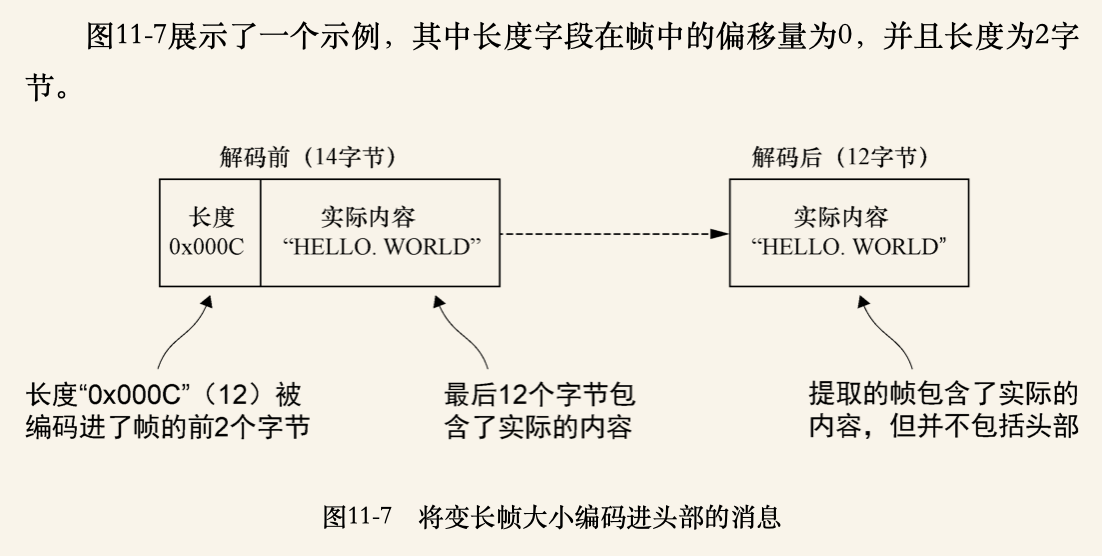 图11-7展示了一个示例，其中长度字段在帧中的偏移量为0，并且长度为2字
节。
解码前（14字节）
解码后（12字节）
长度
0x000C
实际内容
“HELLO. WORLD”
实际内容
“HELLO. WORLD”
长度“0x000C”（12）被
编码进了帧的前2个字节
最后12个字节包
含了实际的内容
提取的帧包含了实际的
内容，但并不包括头部
图11-7　将变长帧大小编码进头部的消息